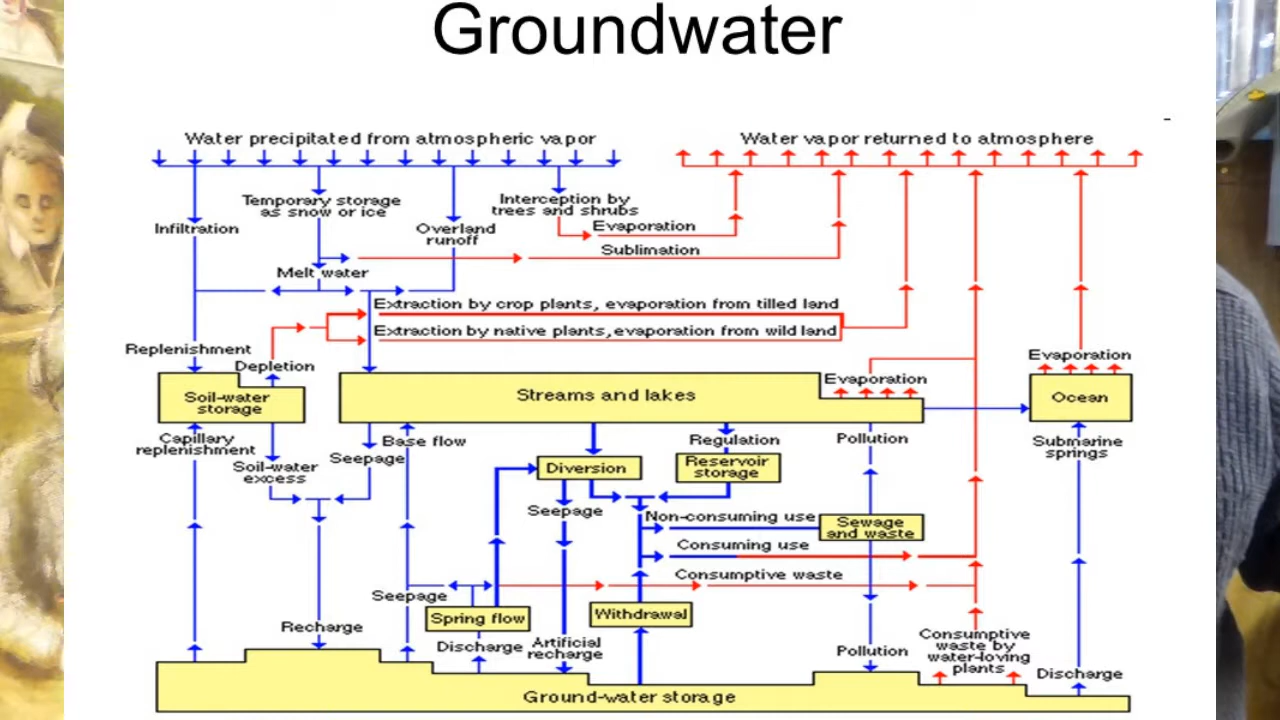 Groundwater
Water precipitated from atmospheric vapor
Water vapor returned to atmosphere
Temporary storage
as snow or ice
Interception by
trees and shrubs
Infiltration
Overland
runoff
Evaporation
Sublimation
Melt water
Extraction by crop plants, evaporation from tilled land
Extraction by native plants, evaporation from wild land
Replenishment
Depletion
Evaporation
Evaporation
Soil-water
storage
Streams and lakes
Ocean
Capillary
replenishment
Base flow
Regulation
Pollution
Submarine
springs
Soil-water
excess
Seepage
Diversion
Reservoir
storage
Seepage
Non-consuming use
Sewage
and waste
Consuming use
Consumptive waste
Seepage
Spring flow
Withdrawal
Recharge
Discharge
Artificial
recharge
Pollution
Consumptive
waste by
water-loving
plants
Discharge
Ground-water storage